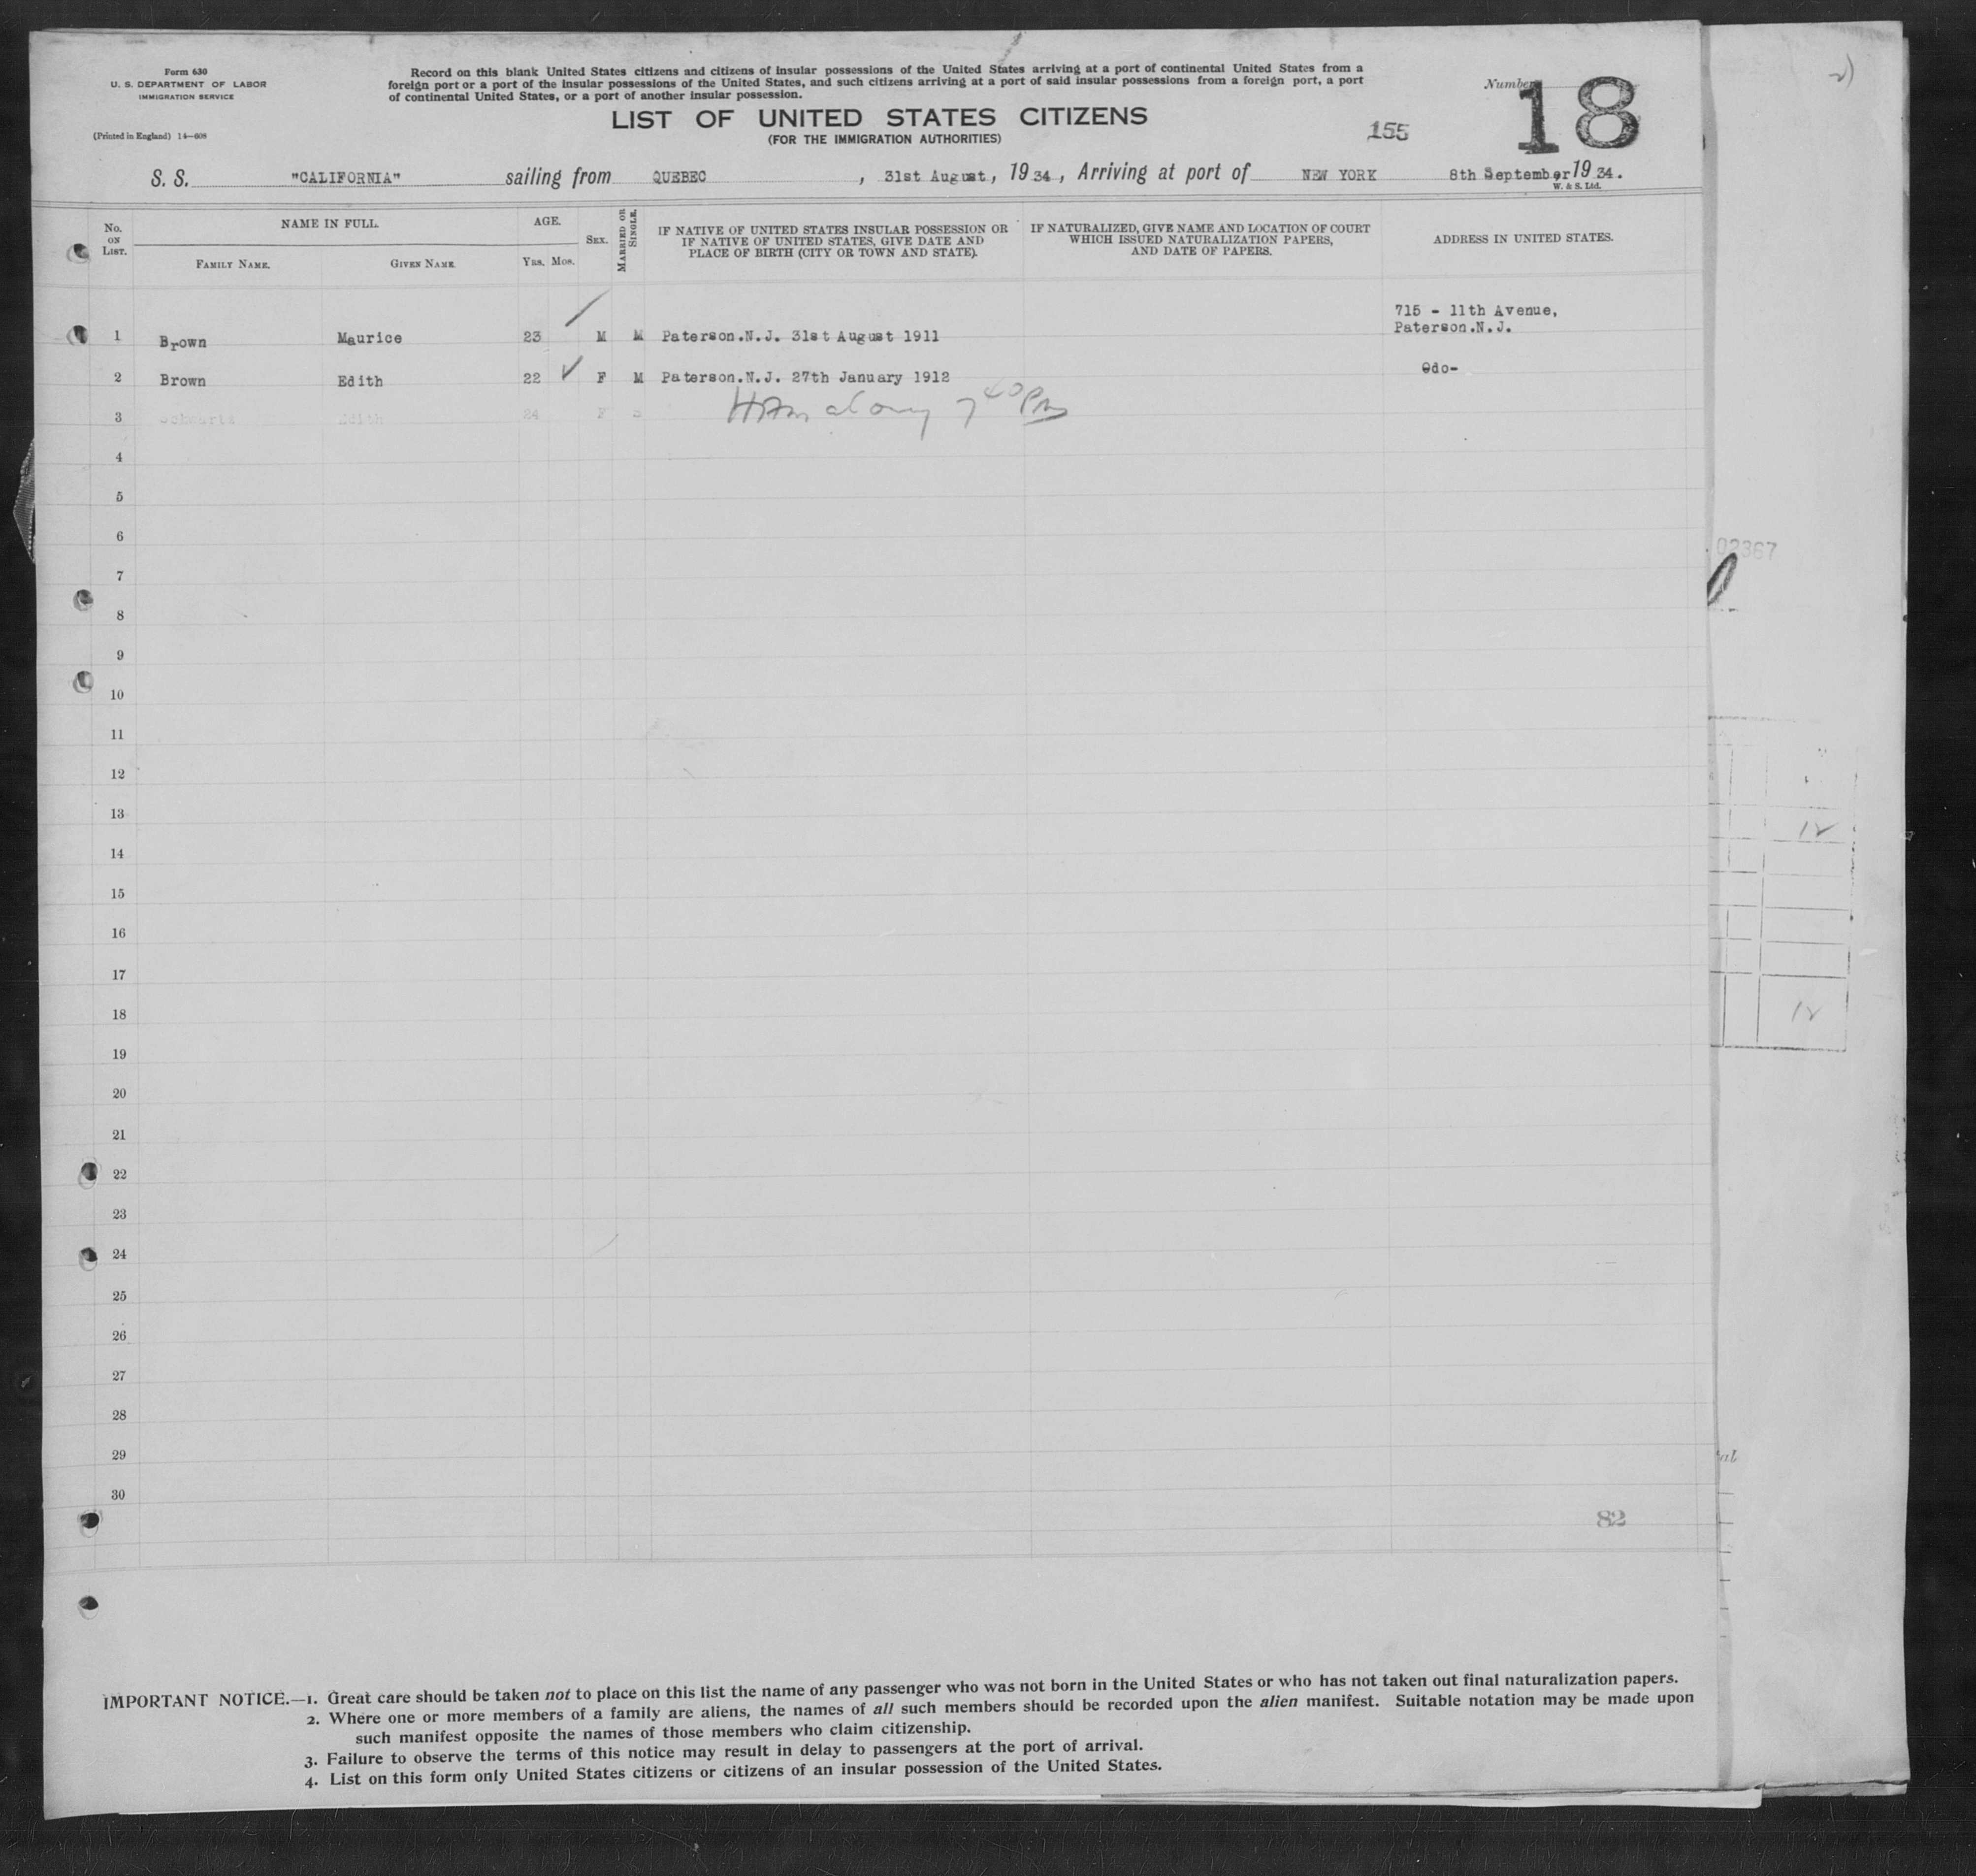 Form 630
U. S. DEPARTMENT OF LABOR
IMMIGRATION SERVICE
(Printed in England) 14—608
Record on this blank United States citizens and citizens of insular possessions of the United States arriving at a port of continental United States from a
foreign port or a port of the insular possessions of the United States, and such citizens arriving at a port of said insular possessions from a foreign port, a port
of continental United States, or a port of another insular possession.
Number
18
LIST OF UNITED STATES CITIZENS
(FOR THE IMMIGRATION AUTHORITIES)
155
S. S. "CALIFORNIA" sailing from QUEBEC, 31st August, 1934, Arriving at port of NEW YORK 8th September 1934.
W. & S. Ltd.
No. ON LIST.
NAME IN FULL.
FAMILY NAME.
GIVEN NAME
AGE.
YRS. MOS.
SEX.
MARRIED OR SINGLE.
IF NATIVE OF UNITED STATES INSULAR POSSESSION OR
IF NATIVE OF UNITED STATES, GIVE DATE AND
PLACE OF BIRTH (CITY OR TOWN AND STATE).
IF NATURALIZED, GIVE NAME AND LOCATION OF COURT
WHICH ISSUED NATURALIZATION PAPERS,
AND DATE OF PAPERS.
ADDRESS IN UNITED STATES.
715 - 11th Avenue,
Paterson.N.J.
1 Brown Maurice 23 M M Paterson.N.J. 31st August 1911
2 Brown Edith 22 F M Paterson.N.J. 27th January 1912 -do-
3 Schwartz Edith 24 F S
7 40 PM
4
5
6
7
8
9
10
11
12
13
14
15
16
17
18
19
20
21
22
23
24
25
26
27
28
29
30
82
02367
12
12
IMPORTANT NOTICE.—1. Great care should be taken not to place on this list the name of any passenger who was not born in the United States or who has not taken out final naturalization papers.
2. Where one or more members of a family are aliens, the names of all such members should be recorded upon the alien manifest. Suitable notation may be made upon
such manifest opposite the names of those members who claim citizenship.
3. Failure to observe the terms of this notice may result in delay to passengers at the port of arrival.
4. List on this form only United States citizens or citizens of an insular possession of the United States.